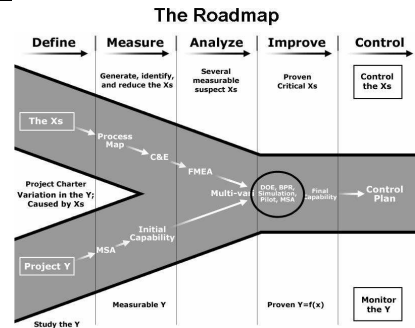 The Roadmap
Define
Measure
Analyze
Improve
Control
Generate, identify,
and reduce the Xs
Several
measurable
suspect Xs
Proven
Critical Xs
Control
the Xs
The Xs
Process
Map
C&E
FMEA
Project Charter
Variation in the Y;
Caused by Xs
Multi-vari
DOE, BPR,
Simulation,
Pilot, MSA
Final
Capability
Control
Plan
Initial
Capability
MSA
Project Y
Study the Y
Measurable Y
Proven Y=f(x)
Monitor
the Y